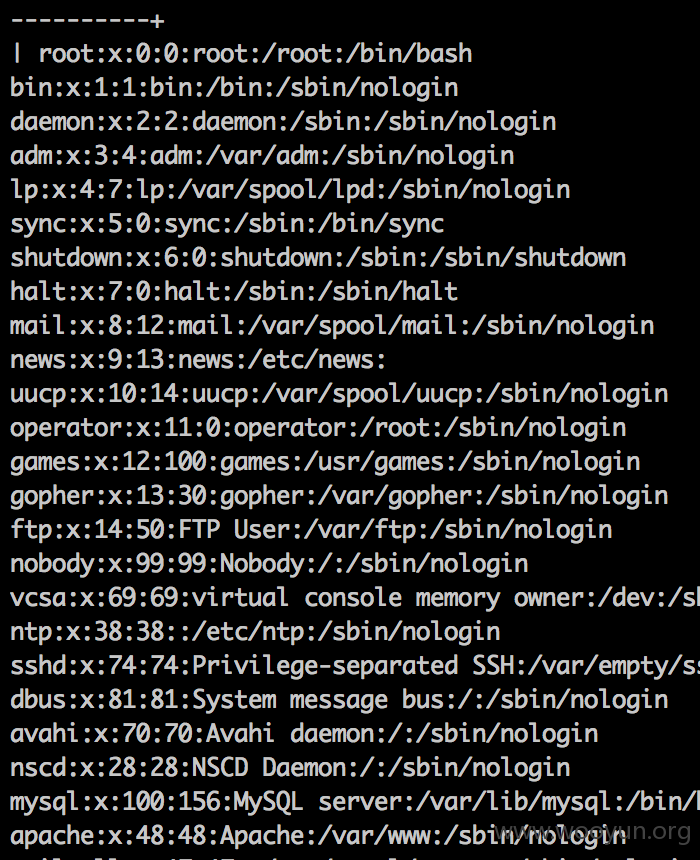 ----------+
| root:x:0:0:root:/root:/bin/bash
bin:x:1:1:bin:/bin:/sbin/nologin
daemon:x:2:2:daemon:/sbin:/sbin/nologin
adm:x:3:4:adm:/var/adm:/sbin/nologin
lp:x:4:7:lp:/var/spool/lpd:/sbin/nologin
sync:x:5:0:sync:/sbin:/bin/sync
shutdown:x:6:0:shutdown:/sbin:/sbin/shutdown
halt:x:7:0:halt:/sbin:/sbin/halt
mail:x:8:12:mail:/var/spool/mail:/sbin/nologin
news:x:9:13:news:/etc/news:
uucp:x:10:14:uucp:/var/spool/uucp:/sbin/nologin
operator:x:11:0:operator:/root:/sbin/nologin
games:x:12:100:games:/usr/games:/sbin/nologin
gopher:x:13:30:gopher:/var/gopher:/sbin/nologin
ftp:x:14:50:FTP User:/var/ftp:/sbin/nologin
nobody:x:99:99:Nobody:/:/sbin/nologin
vcsa:x:69:69:virtual console memory owner:/dev:/s
ntp:x:38:38::/etc/ntp:/sbin/nologin
sshd:x:74:74:Privilege-separated SSH:/var/empty/s
dbus:x:81:81:System message bus:/:/sbin/nologin
avahi:x:70:70:Avahi daemon:/:/sbin/nologin
nscd:x:28:28:NSCD Daemon:/:/sbin/nologin
mysql:x:100:156:MySQL server:/var/lib/mysql:/bin/
apache:x:48:48:Apache:/var/www:/sbin/nologin
www.wooyun.org